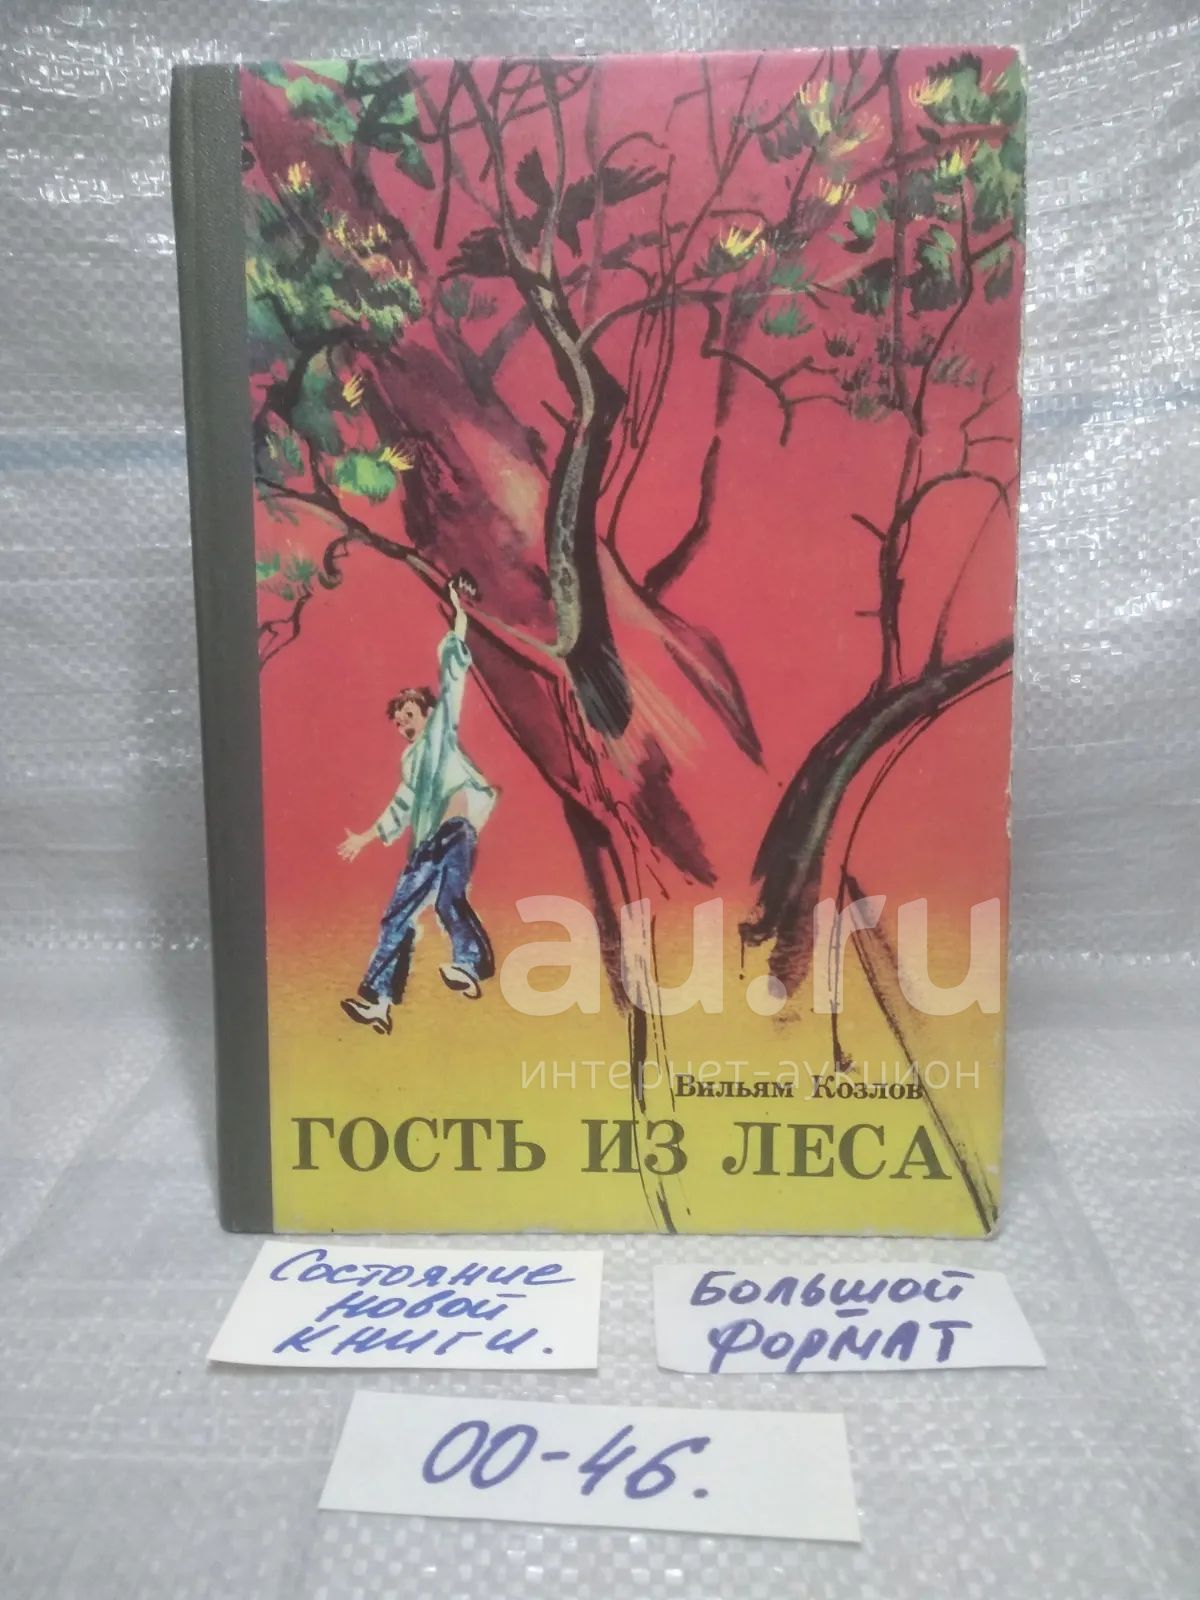 au.ru
интернет-аукцион
Вильям Козлов
ГОСТЬ ИЗ ЛЕСА
Состояние
новой
книги.
Большой
формат
00-46.